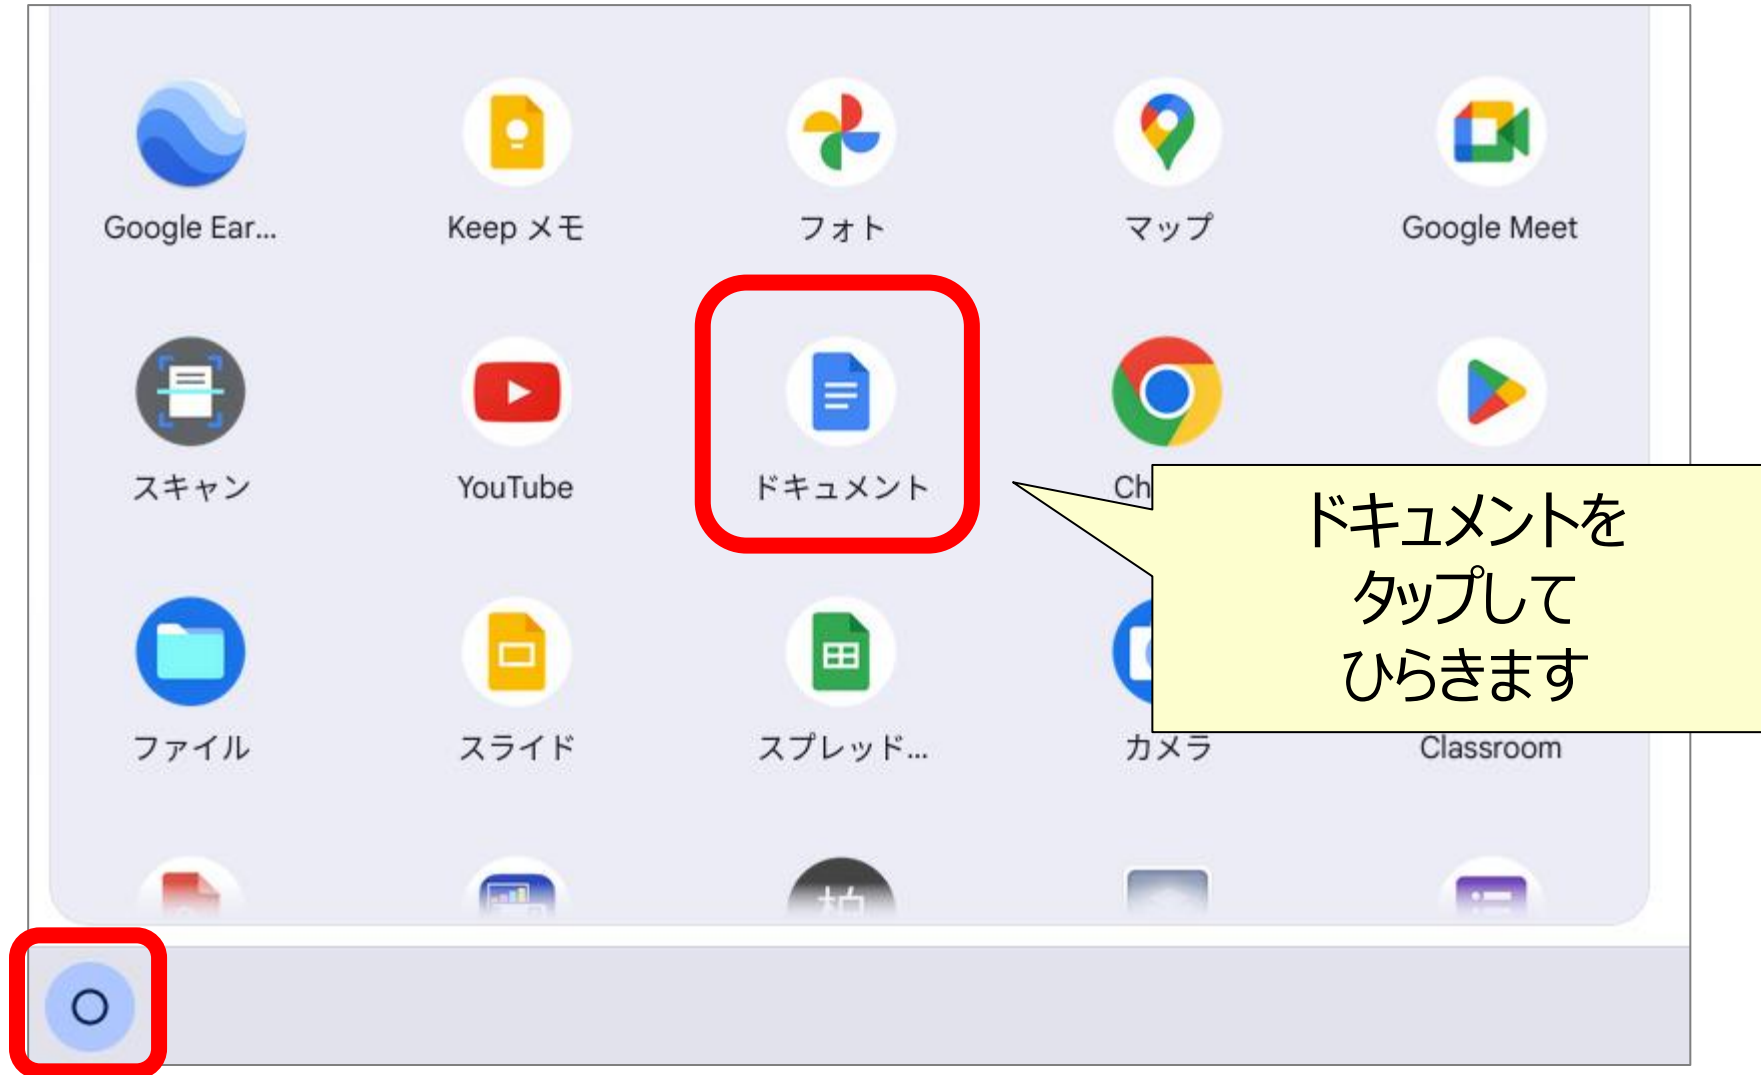 Google Ear...
Keep メモ
フォト
マップ
Google Meet
スキャン
YouTube
ドキュメント
Ch
ドキュメントを
タップして
ひらきます
ファイル
スライド
スプレッド...
カメラ
Classroom